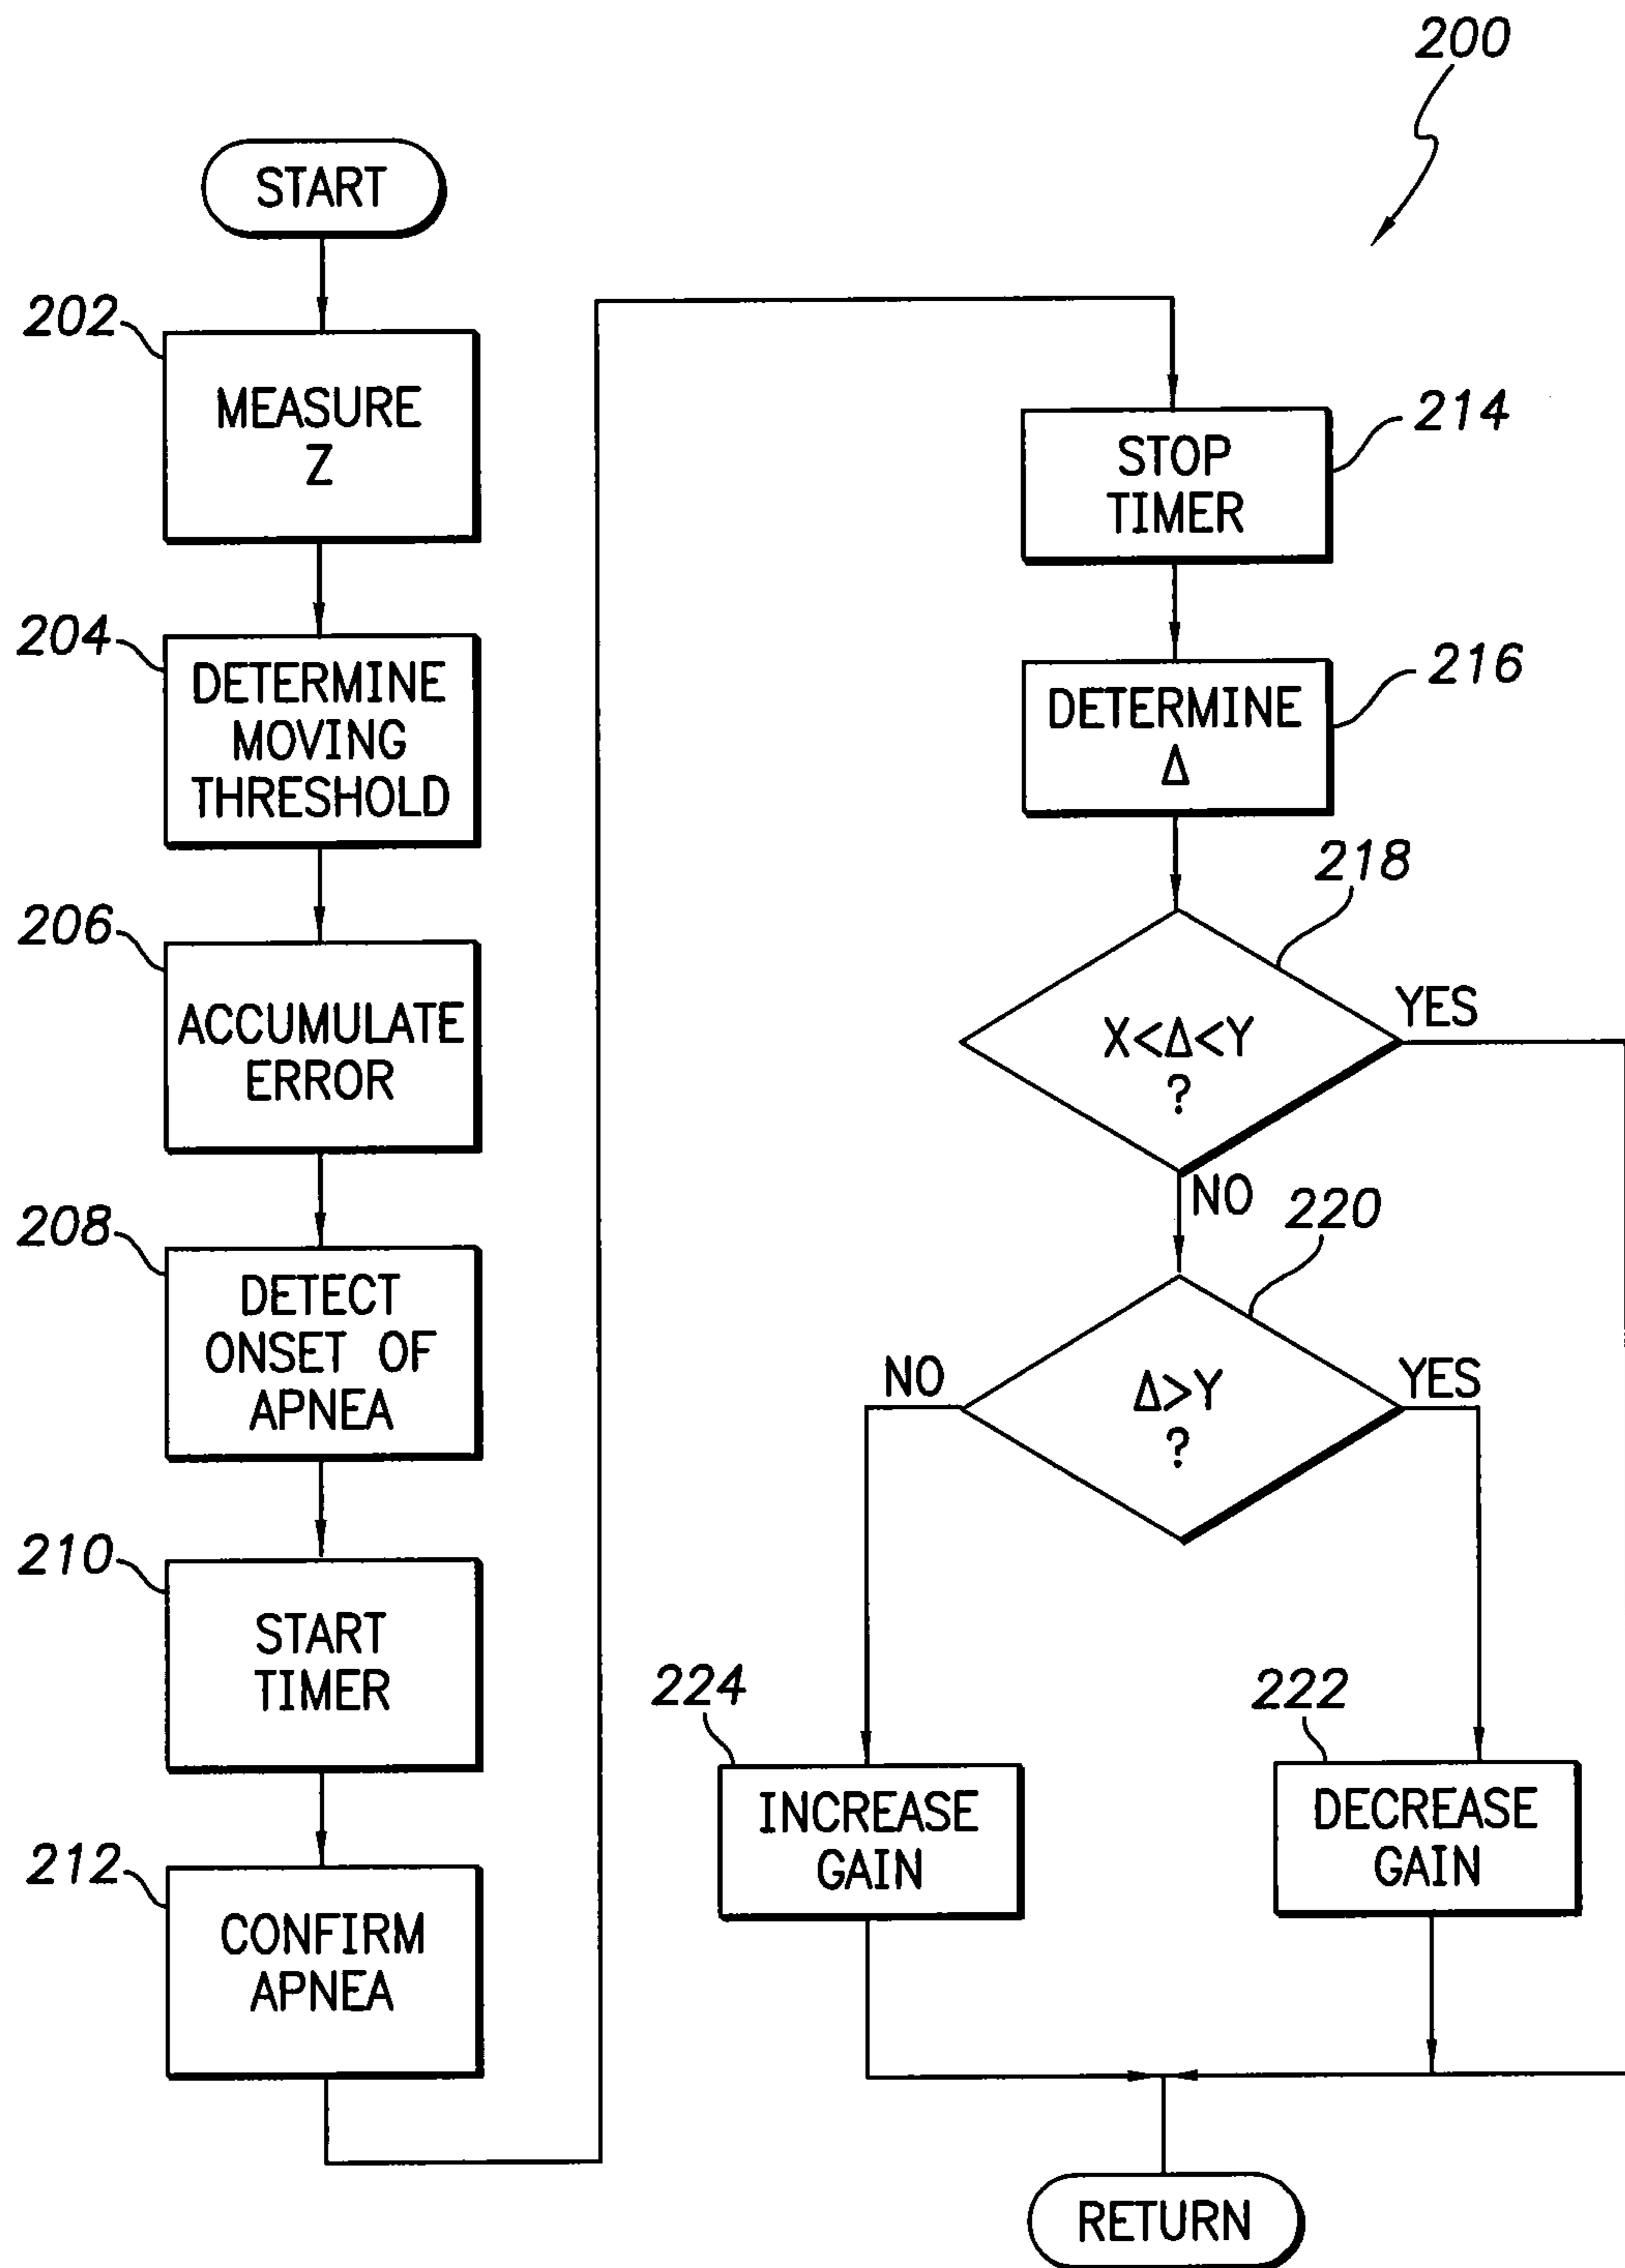 200
START
202
MEASURE
Z
204
DETERMINE
MOVING
THRESHOLD
206
ACCUMULATE
ERROR
208
DETECT
ONSET OF
APNEA
210
START
TIMER
212
CONFIRM
APNEA
214
STOP
TIMER
216
DETERMINE
Δ
218
X<Δ<Y
?
YES
NO
220
Δ>Y
?
NO
YES
224
INCREASE
GAIN
222
DECREASE
GAIN
RETURN